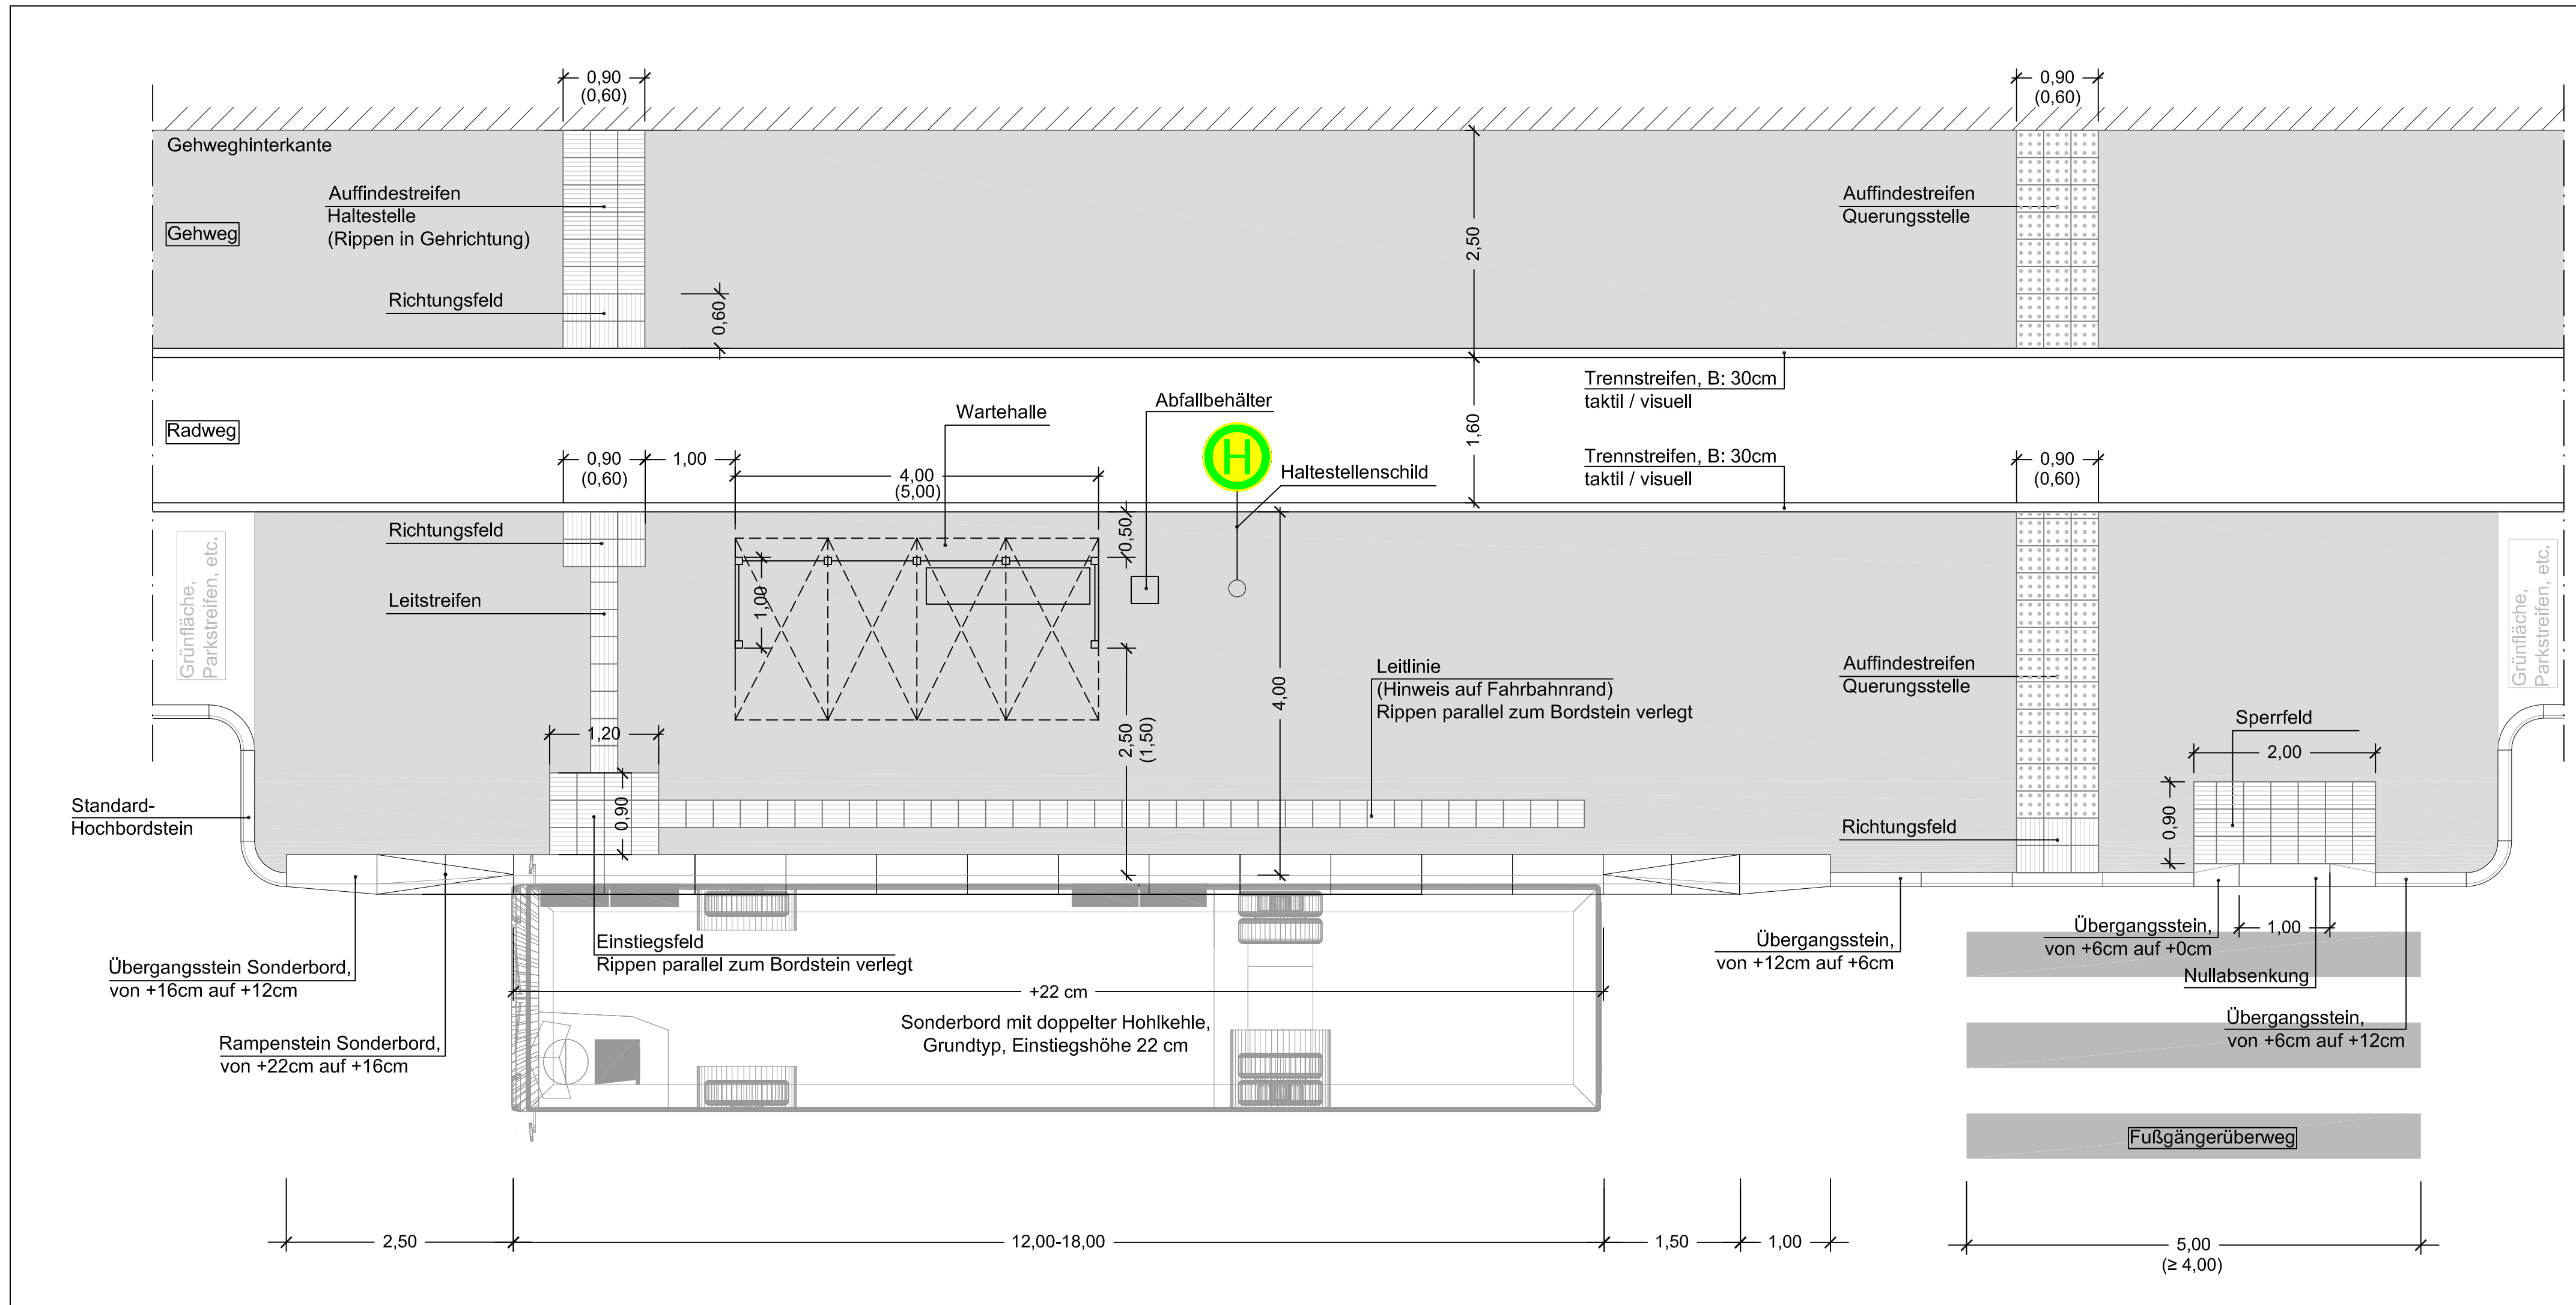 0,90
(0,60)
0,90
(0,60)
Gehweghinterkante
Auffindestreifen
Haltestelle
(Rippen in Gehrichtung)
Gehweg
Richtungsfeld
0,60
2,50
Auffindestreifen
Querungsstelle
Trennstreifen, B: 30cm
taktil / visuell
Radweg
Wartehalle
Abfallbehälter
H
Haltestellenschild
1,60
0,90
(0,60)
1,00
4,00
(5,00)
Trennstreifen, B: 30cm
taktil / visuell
0,90
(0,60)
Grünfläche,
Parkstreifen, etc.
Richtungsfeld
Leitstreifen
1,00
0,50
4,00
2,50
(1,50)
Leitlinie
(Hinweis auf Fahrbahnrand)
Rippen parallel zum Bordstein verlegt
Auffindestreifen
Querungsstelle
Grünfläche,
Parkstreifen, etc.
Sperrfeld
2,00
0,90
Richtungsfeld
1,20
0,90
Standard-
Hochbordstein
Übergangsstein Sonderbord,
von +16cm auf +12cm
Rampenstein Sonderbord,
von +22cm auf +16cm
Einstiegsfeld
Rippen parallel zum Bordstein verlegt
+22 cm
Sonderbord mit doppelter Hohlkehle,
Grundtyp, Einstiegshöhe 22 cm
Übergangsstein,
von +12cm auf +6cm
Übergangsstein,
von +6cm auf +0cm
1,00
Nullabsenkung
Übergangsstein,
von +6cm auf +12cm
Fußgängerüberweg
2,50
12,00-18,00
1,50
1,00
5,00
(≥ 4,00)